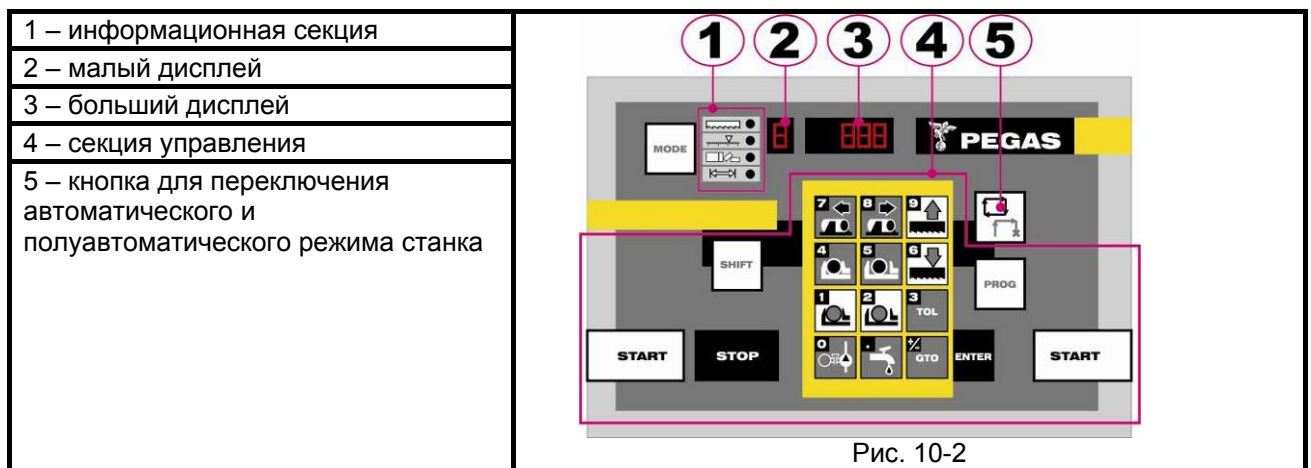 1 – информационная секция
2 – малый дисплей
3 – больший дисплей
4 – секция управления
5 – кнопка для переключения
автоматического и
полуавтоматического режима станка
1 2 3 4 5
MODE
8 888
PEGAS
7 8 9
SHIFT
4 5 6
PROG
1 2 3
TOL
START STOP
0 . +/-
GTO
ENTER START
Рис. 10-2